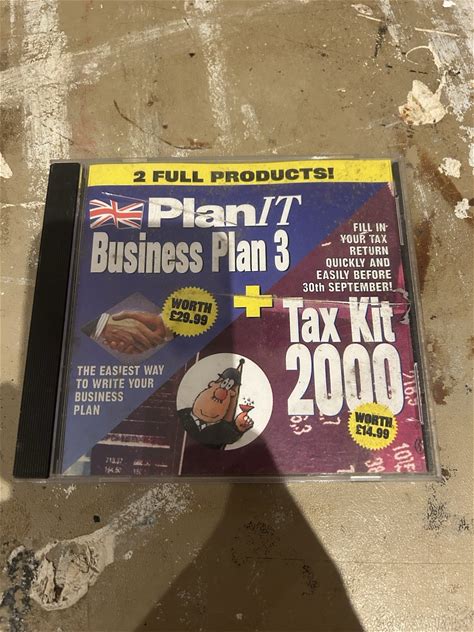 2 FULL PRODUCTS!
PlanIT
Business Plan 3
WORTH
£29.99
THE EASIEST WAY
TO WRITE YOUR
BUSINESS
PLAN
+
FILL IN
YOUR TAX
RETURN
QUICKLY AND
EASILY BEFORE
30th SEPTEMBER!
Tax Kit
2000
WORTH
£14.99